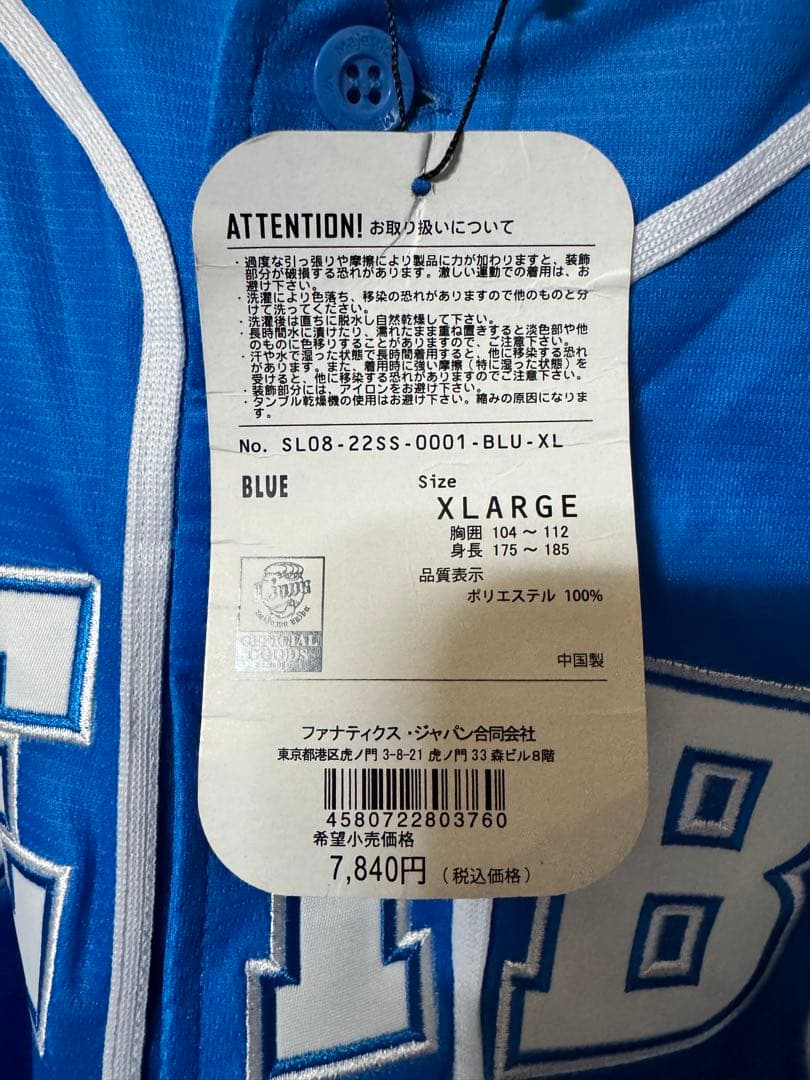 Majestic
ATTENTION! お取り扱いについて
・過度な引っ張りや摩擦により製品に力が加わりますと、装飾
部分が破損する恐れがあります。激しい運動での着用は、お
避け下さい。
・洗濯により色落ち、移染の恐れがありますので他のものと分
けて洗ってください。
・洗濯後は直ちに脱水し自然乾燥して下さい。
・長時間水に漬けたり、濡れたまま重ね置きすると淡色部や他
のものに色移りすることがありますので、ご注意下さい。
・汗や水で湿った状態で長時間着用すると、他に移染する恐れ
があります。また、着用時に強い摩擦（特に湿った状態）を
受けると、他に移染する恐れがありますのでご注意下さい。
・装飾部分には、アイロンをお避け下さい。
・タンブル乾燥機の使用はお避け下さい。縮みの原因になりま
す。
No. SL08-22SS-0001-BLU-XL
BLUE
Size
XLARGE
胸囲 104 〜 112
身長 175 〜 185
品質表示
ポリエステル 100%
Lions
OFFICIAL
GOODS
中国製
ファナティクス・ジャパン合同会社
東京都港区虎ノ門 3-8-21 虎ノ門 33 森ビル8階
4580722803760
希望小売価格
7,840円（税込価格）
I B